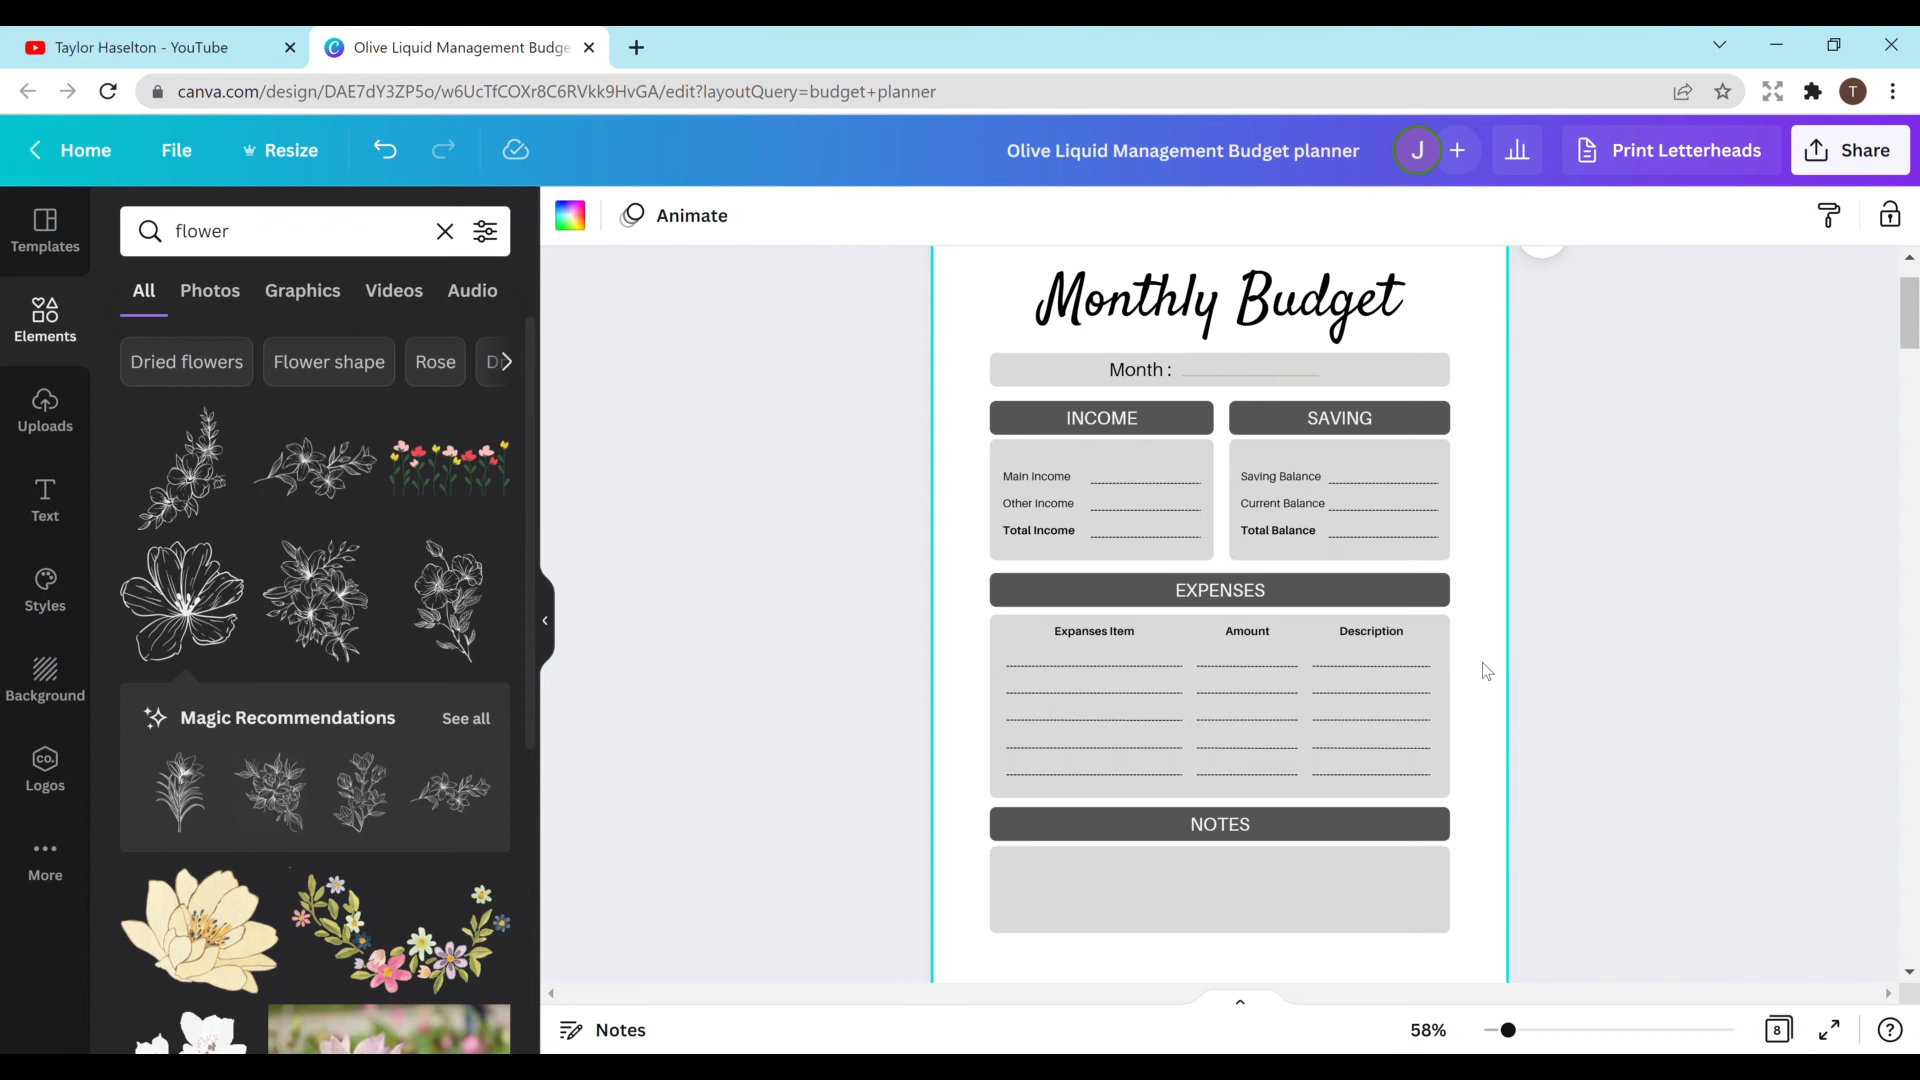 Taylor Haselton - YouTube
Olive Liquid Management Budge
canva.com/design/DAE7dY3ZP5o/w6UcTfCOXr8C6RVkk9HvGA/edit?layoutQuery=budget+planner
T
Home
File
Resize
Olive Liquid Management Budget planner
J
Print Letterheads
Share
Templates
Elements
Uploads
Text
Styles
Background
CO.
Logos
More
flower
All
Photos
Graphics
Videos
Audio
Dried flowers
Flower shape
Rose
Magic Recommendations
See all
Animate
Monthly Budget
Month :
INCOME
SAVING
Main Income
Saving Balance
Other Income
Current Balance
Total Income
Total Balance
EXPENSES
Expanses Item
Amount
Description
NOTES
Notes
58%
8